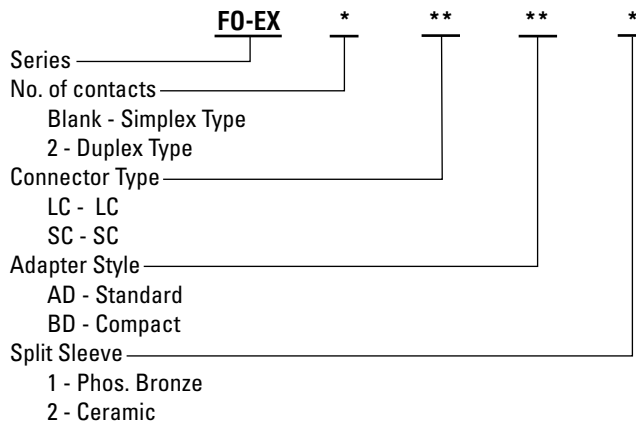 FO-EX * ** ** *
Series
No. of contacts
Blank - Simplex Type
2 - Duplex Type
Connector Type
LC - LC
SC - SC
Adapter Style
AD - Standard
BD - Compact
Split Sleeve
1 - Phos. Bronze
2 - Ceramic